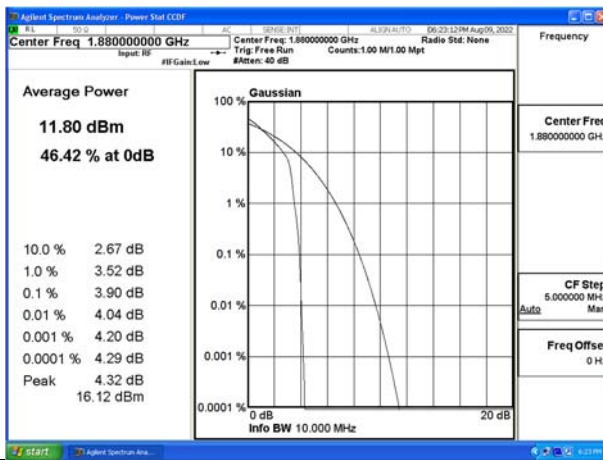 Agilent Spectrum Analyzer - Power Stat CCDF
RL 50 Ω AC SENSE:INT ALIGN AUTO 06:23:12 PM Aug 09, 2022
Center Freq 1.880000000 GHz
Input: RF
#IFGain:Low
Center Freq: 1.880000000 GHz
Trig: Free Run Counts:1.00 M/1.00 Mpt
#Atten: 40 dB
Radio Std: None
Frequency
Average Power
11.80 dBm
46.42 % at 0dB
10.0 % 2.67 dB
1.0 % 3.52 dB
0.1 % 3.90 dB
0.01 % 4.04 dB
0.001 % 4.20 dB
0.0001 % 4.29 dB
Peak 4.32 dB
16.12 dBm
Gaussian
100 %
10 %
1 %
0.1 %
0.01 %
0.001 %
0.0001 %
0 dB 20 dB
Info BW 10.000 MHz
Center Freq
1.880000000 GHz
CF Step
5.000000 MHz
Auto Man
Freq Offse
0 Hz
start
Agilent Spectrum Ana...
6:23 PM